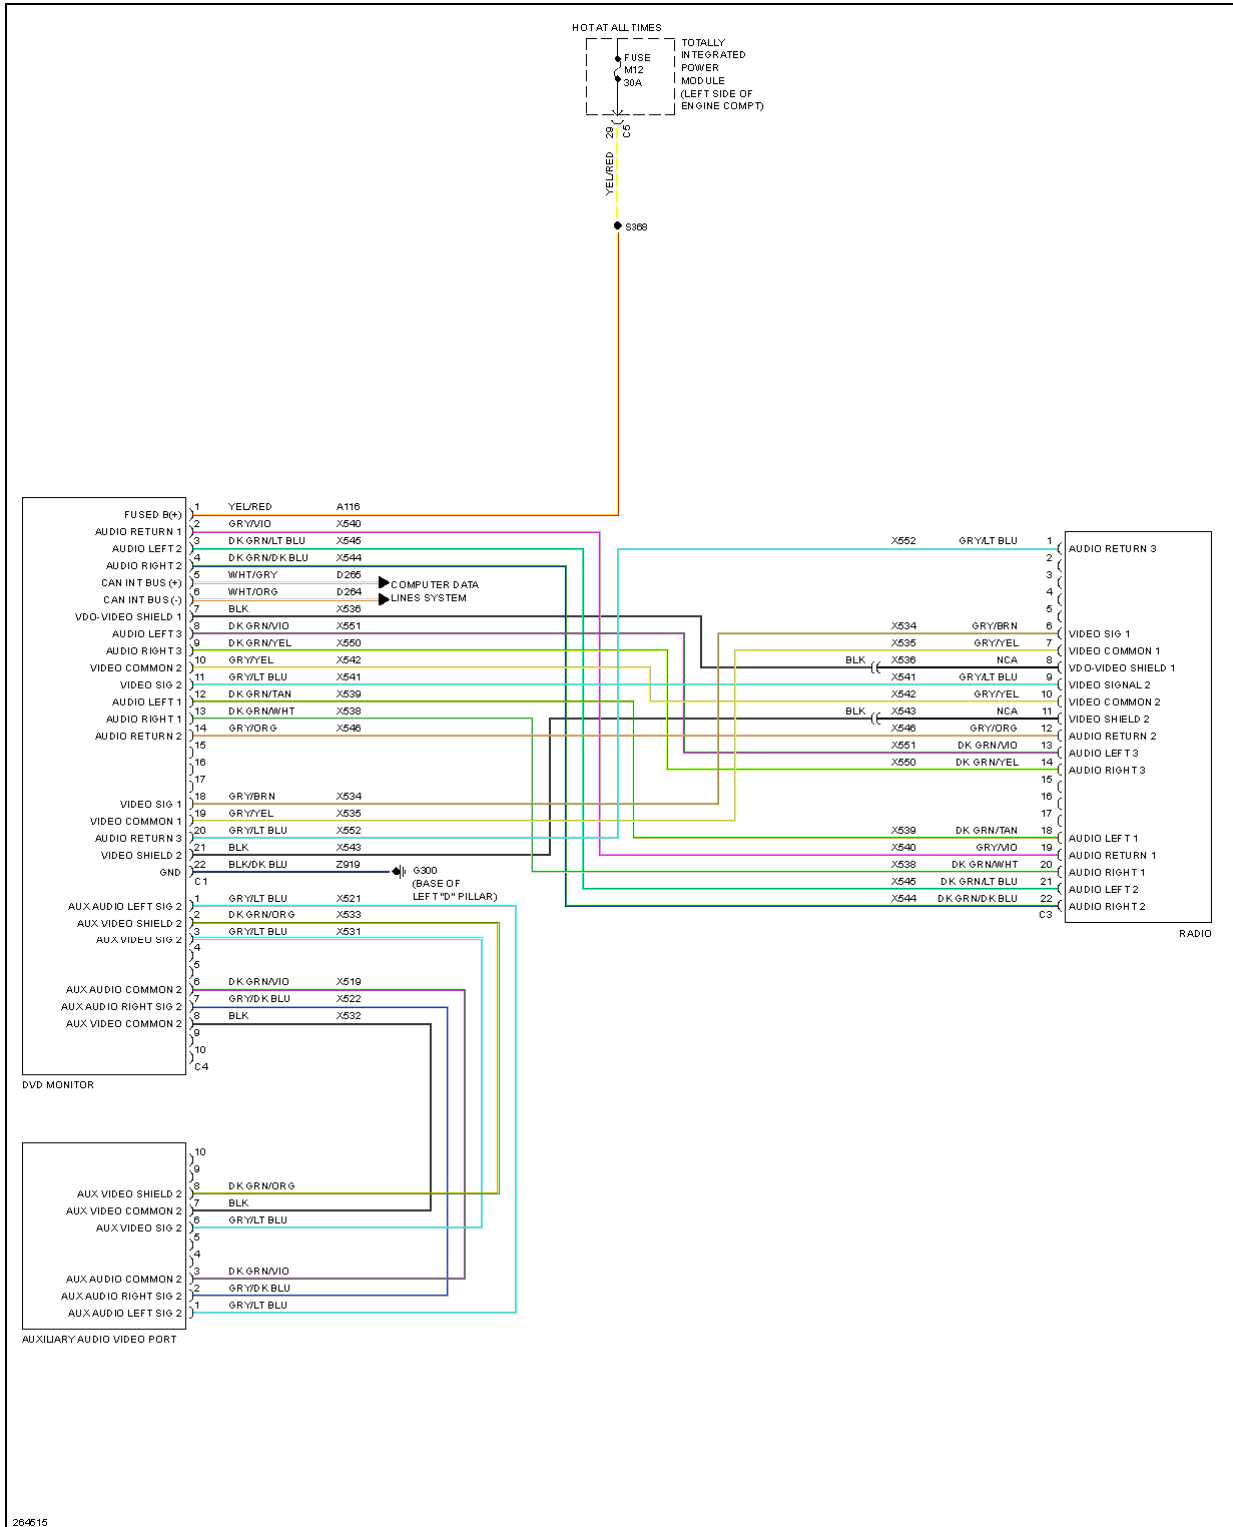 HOT AT ALL TIMES
FUSE
M12
30A
TOTALLY
INTEGRATED
POWER
MODULE
(LEFT SIDE OF
ENGINE COMPT)
29
C5
YEL/RED
S368
FUSED B(+) 1 YEL/RED A116
AUDIO RETURN 1 2 GRY/VIO X540
AUDIO LEFT 2 3 DK GRN/LT BLU X545
AUDIO RIGHT 2 4 DK GRN/DK BLU X544
CAN INT BUS (+) 5 WHT/GRY D265
CAN INT BUS (-) 6 WHT/ORG D264
COMPUTER DATA
LINES SYSTEM
VDO-VIDEO SHIELD 1 7 BLK X536
AUDIO LEFT 3 8 DK GRN/VIO X551
AUDIO RIGHT 3 9 DK GRN/YEL X550
VIDEO COMMON 2 10 GRY/YEL X542
VIDEO SIG 2 11 GRY/LT BLU X541
AUDIO LEFT 1 12 DK GRN/TAN X539
AUDIO RIGHT 1 13 DK GRN/WHT X538
AUDIO RETURN 2 14 GRY/ORG X546
15
16
17
VIDEO SIG 1 18 GRY/BRN X534
VIDEO COMMON 1 19 GRY/YEL X535
AUDIO RETURN 3 20 GRY/LT BLU X552
VIDEO SHIELD 2 21 BLK X543
GND 22 BLK/DK BLU Z919
C1
G300
(BASE OF
LEFT "D" PILLAR)
AUX AUDIO LEFT SIG 2 1 GRY/LT BLU X521
AUX VIDEO SHIELD 2 2 DK GRN/ORG X533
AUX VIDEO SIG 2 3 GRY/LT BLU X531
4
5
AUX AUDIO COMMON 2 6 DK GRN/VIO X519
AUX AUDIO RIGHT SIG 2 7 GRY/DK BLU X522
AUX VIDEO COMMON 2 8 BLK X532
9
10
C4
DVD MONITOR
X552 GRY/LT BLU 1 AUDIO RETURN 3
2
3
4
5
X534 GRY/BRN 6 VIDEO SIG 1
X535 GRY/YEL 7 VIDEO COMMON 1
BLK X536 NCA 8 VDO-VIDEO SHIELD 1
X541 GRY/LT BLU 9 VIDEO SIGNAL 2
X542 GRY/YEL 10 VIDEO COMMON 2
BLK X543 NCA 11 VIDEO SHIELD 2
X546 GRY/ORG 12 AUDIO RETURN 2
X551 DK GRN/VIO 13 AUDIO LEFT 3
X550 DK GRN/YEL 14 AUDIO RIGHT 3
15
16
17
X539 DK GRN/TAN 18 AUDIO LEFT 1
X540 GRY/VIO 19 AUDIO RETURN 1
X538 DK GRN/WHT 20 AUDIO RIGHT 1
X545 DK GRN/LT BLU 21 AUDIO LEFT 2
X544 DK GRN/DK BLU 22 AUDIO RIGHT 2
C3
RADIO
10
9
AUX VIDEO SHIELD 2 8 DK GRN/ORG
AUX VIDEO COMMON 2 7 BLK
AUX VIDEO SIG 2 6 GRY/LT BLU
5
4
AUX AUDIO COMMON 2 3 DK GRN/VIO
AUX AUDIO RIGHT SIG 2 2 GRY/DK BLU
AUX AUDIO LEFT SIG 2 1 GRY/LT BLU
AUXILIARY AUDIO VIDEO PORT
264515